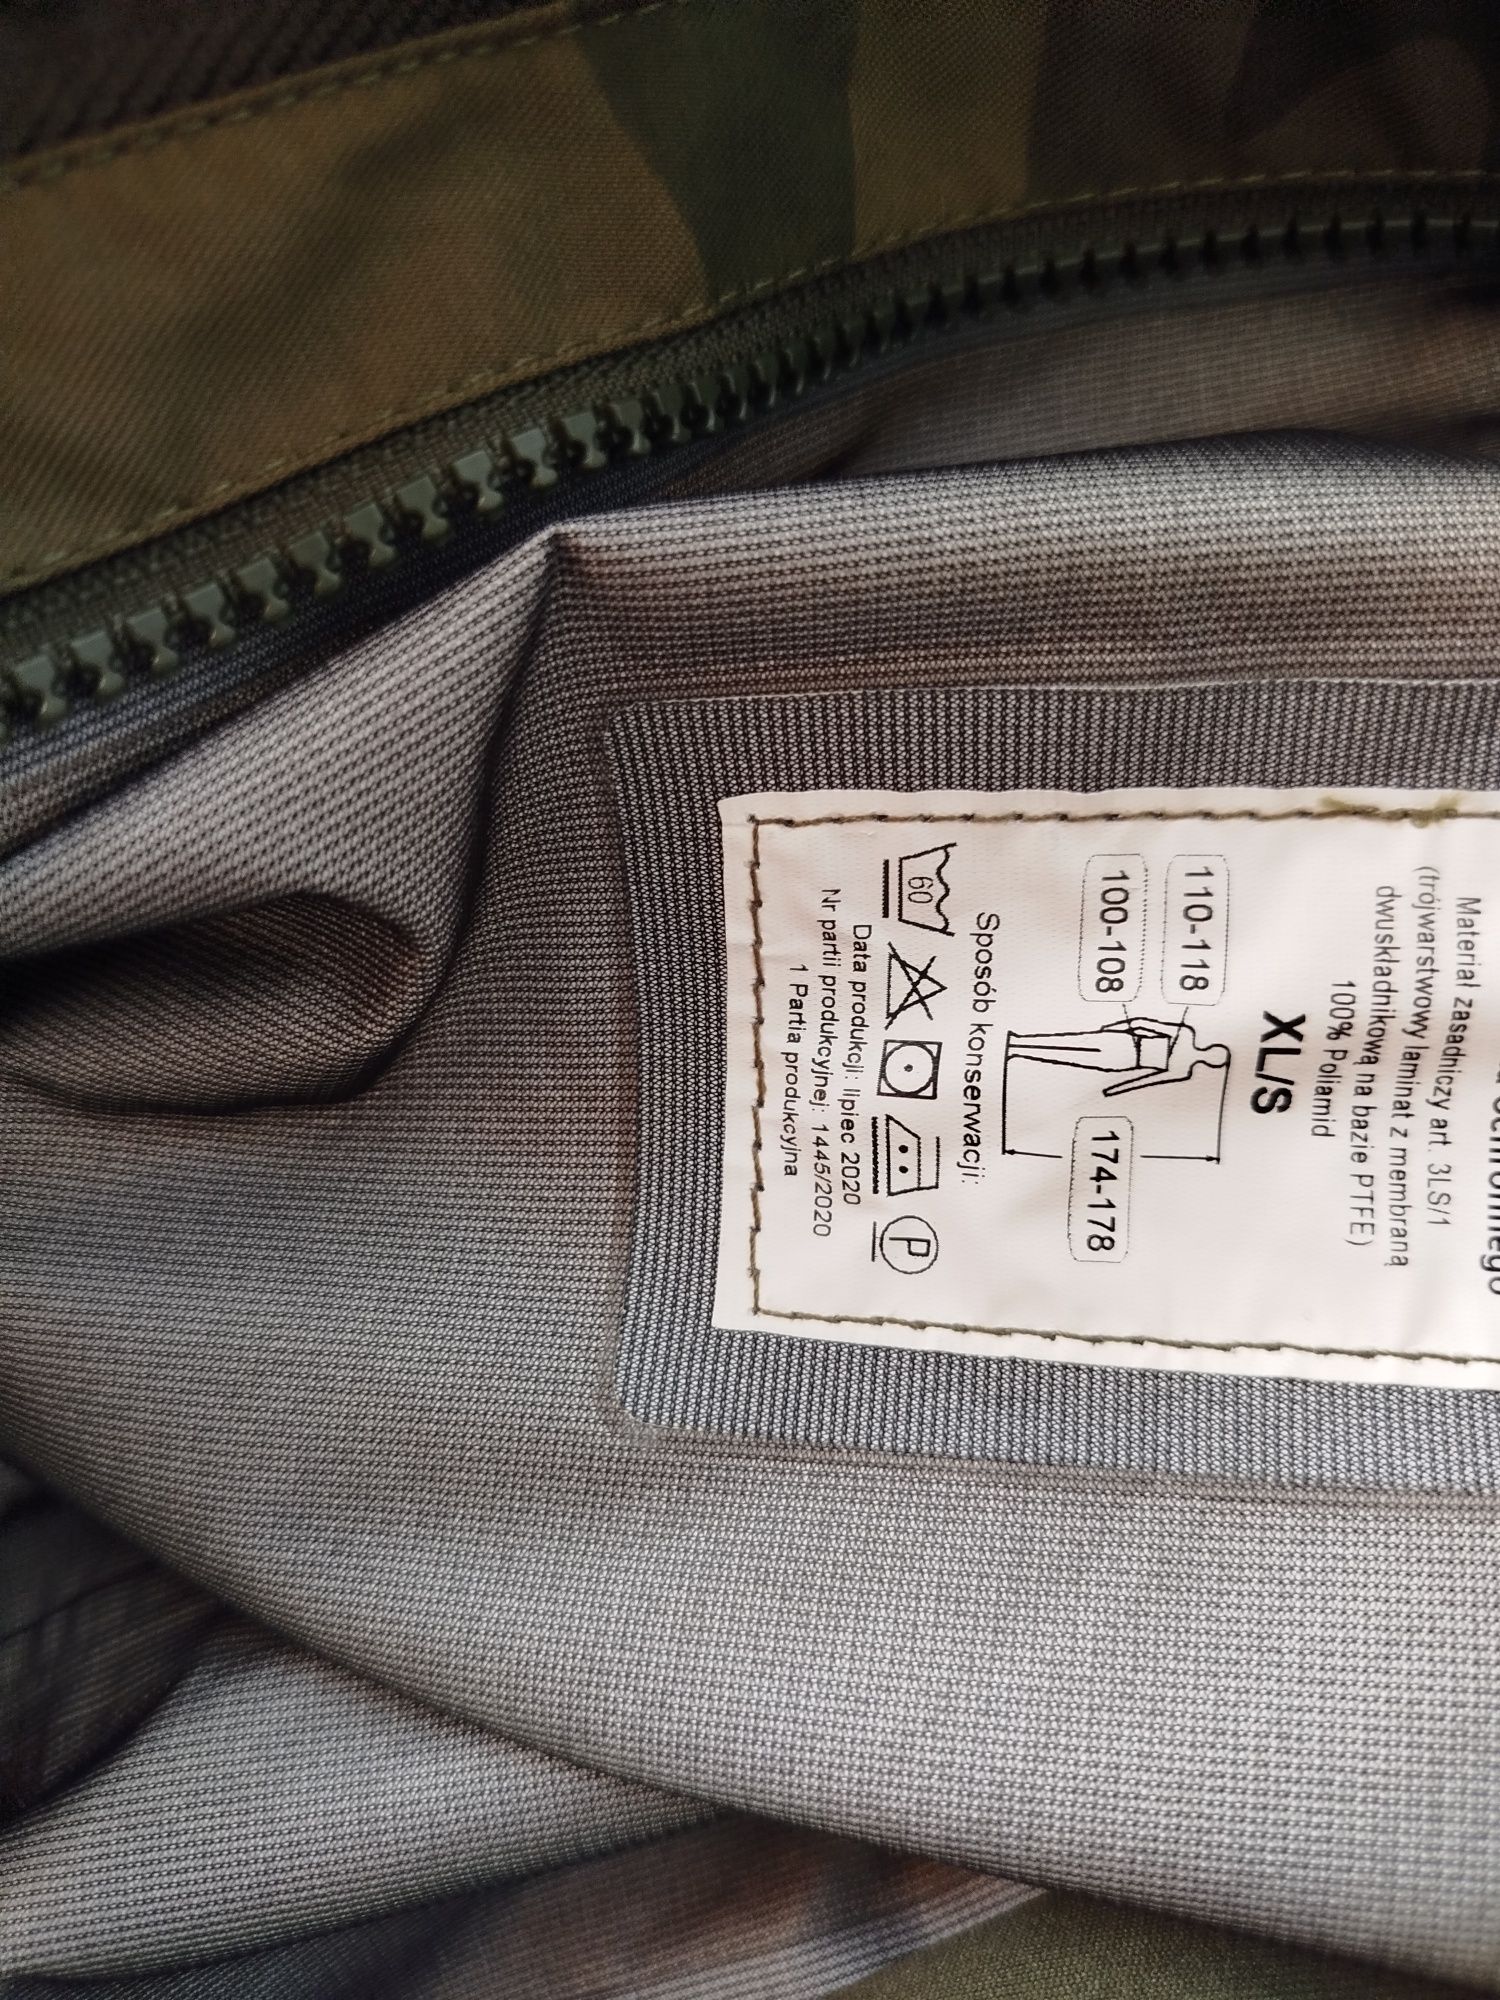 Materiał zasadniczy art. 3LS/1
(trójwarstwowy laminat z membraną
dwuskładnikową na bazie PTFE)
100% Poliamid
XL/S
110-118
100-108
174-178
Sposób konserwacji:
60
P
Data produkcji: lipiec 2020
Nr partii produkcyjnej: 1445/2020
1 Partia produkcyjna